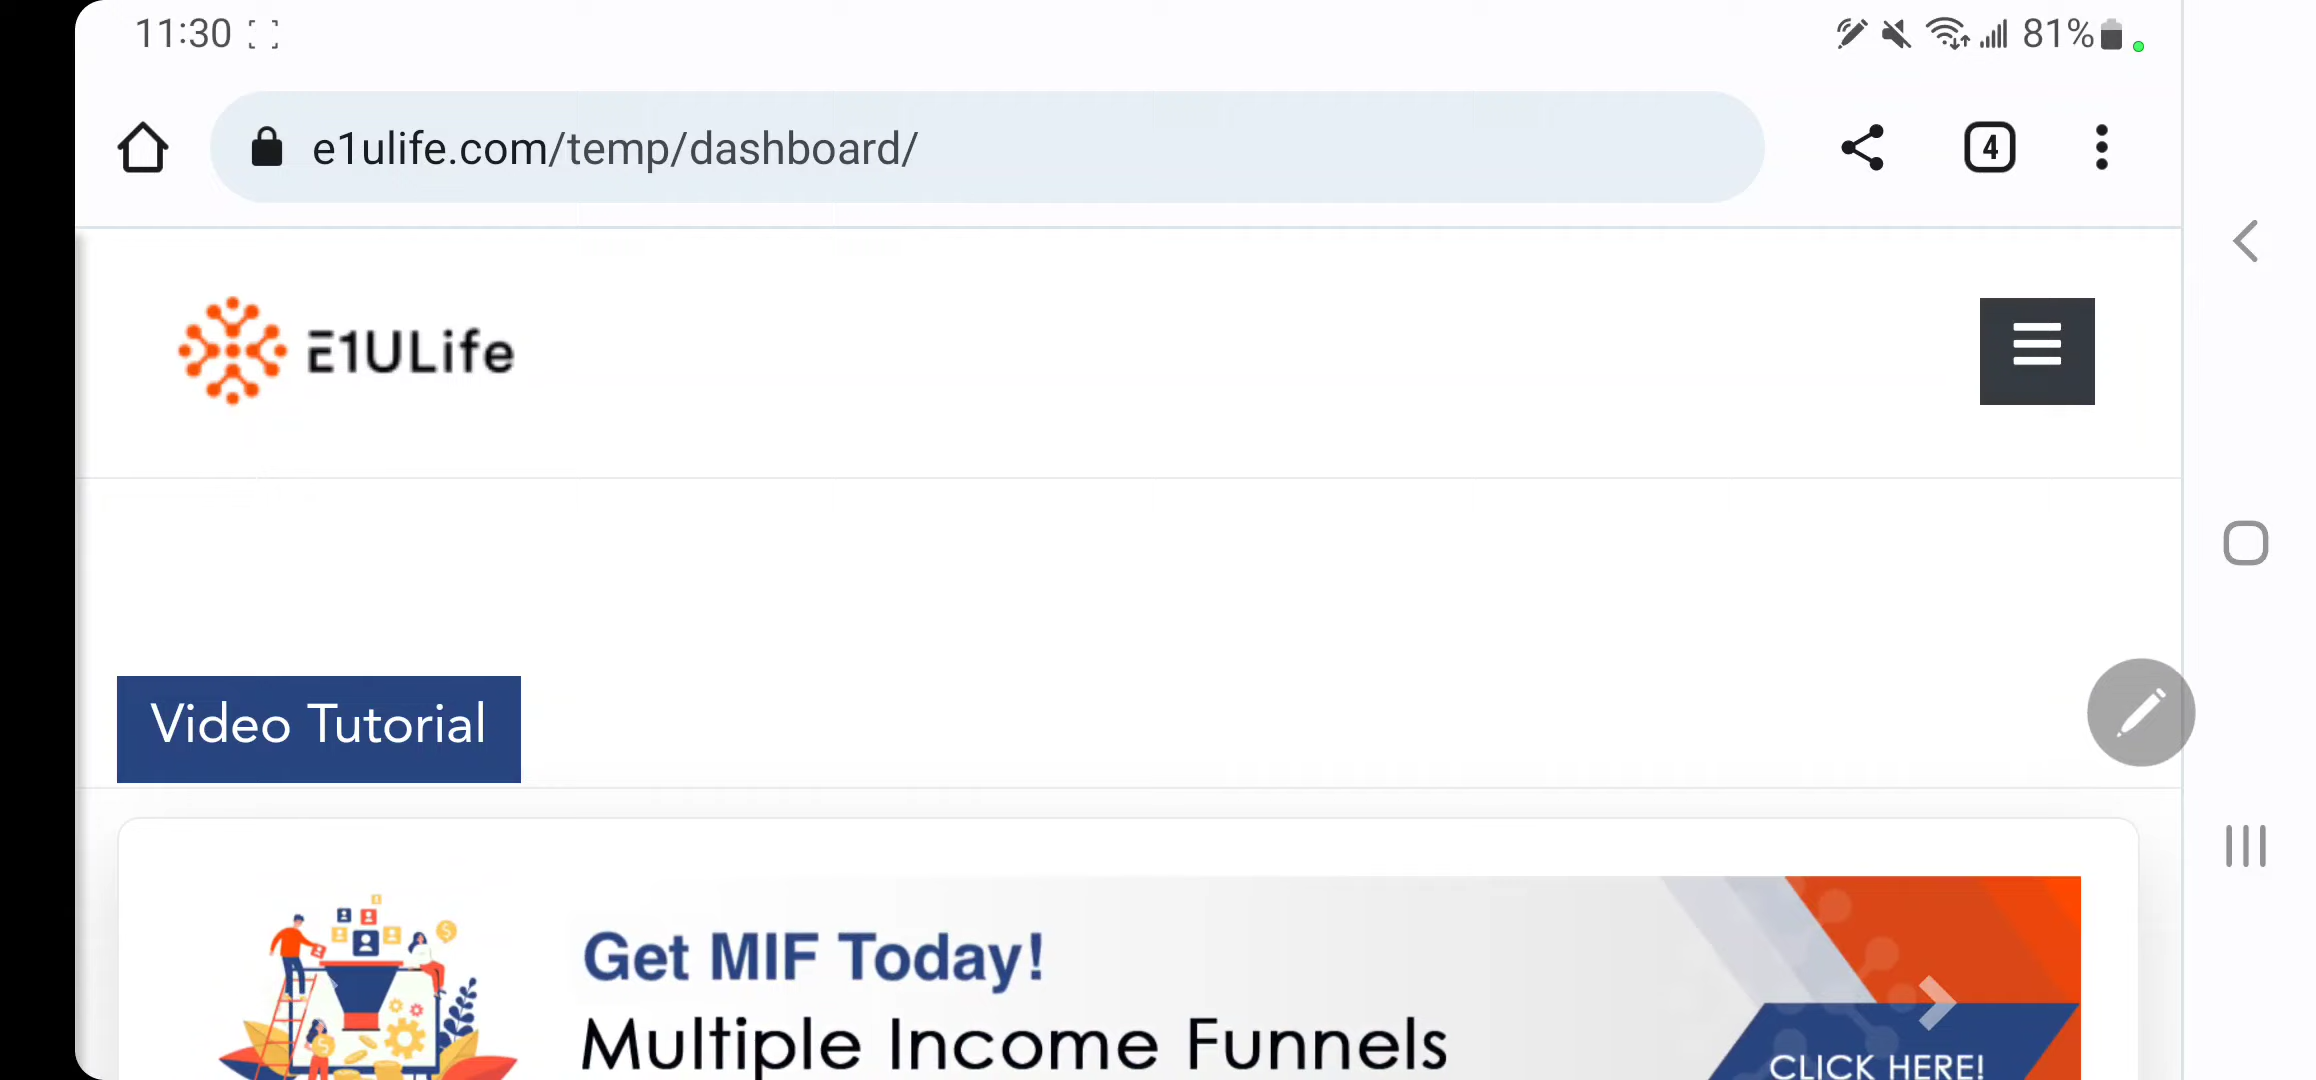 11:30
81%
e1ulife.com/temp/dashboard/
4
E1ULife
Video Tutorial
Get MIF Today!
Multiple Income Funnels
CLICK HERE!